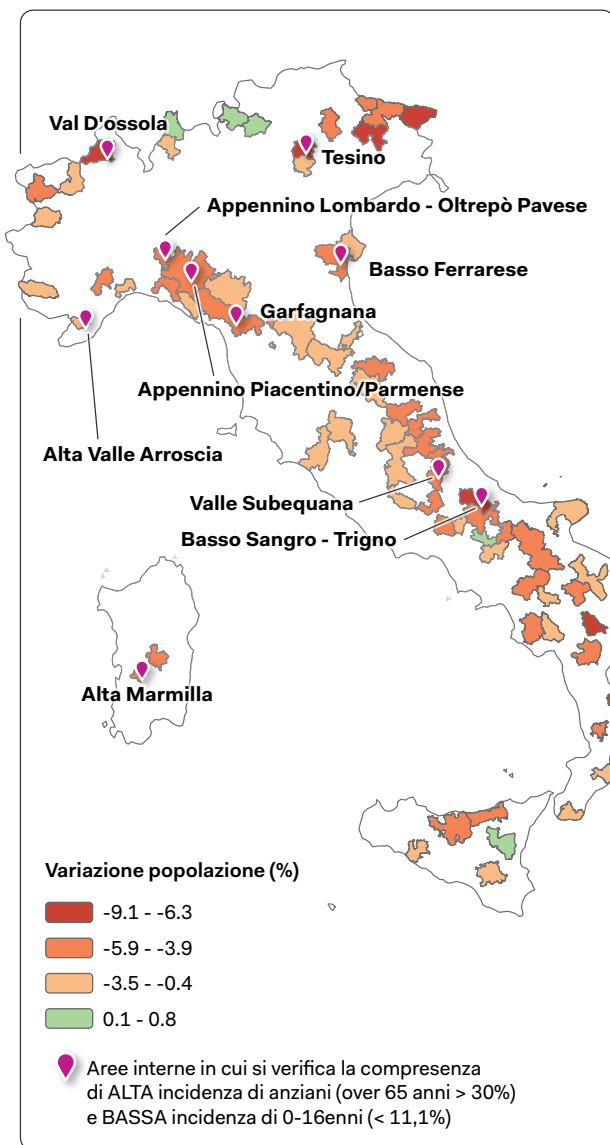 Val D'ossola
Tesino
Appennino Lombardo - Oltrepò Pavese
Basso Ferrarese
Garfagnana
Appennino Piacentino/Parmense
Alta Valle Arroscia
Valle Subequana
Basso Sangro - Trigno
Alta Marmilla
Variazione popolazione (%)
-9.1 - -6.3
-5.9 - -3.9
-3.5 - -0.4
0.1 - 0.8
Aree interne in cui si verifica la compresenza
di ALTA incidenza di anziani (over 65 anni > 30%)
e BASSA incidenza di 0-16enni (< 11,1%)